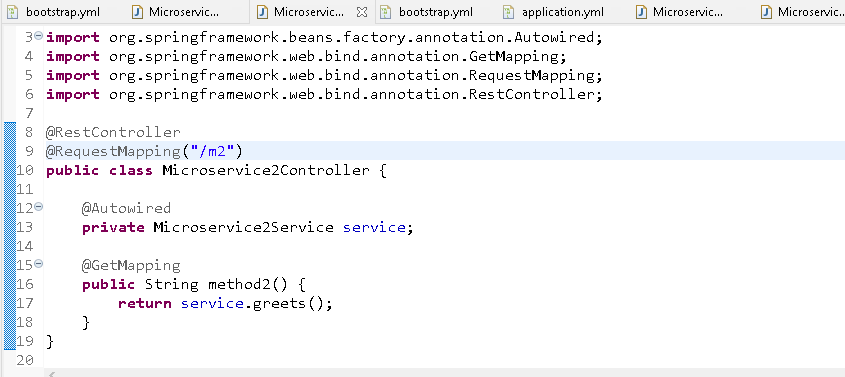 bootstrap.yml Microservic... Microservic... bootstrap.yml application.yml Microservic... Microservic
3 import org.springframework.beans.factory.annotation.Autowired;
4 import org.springframework.web.bind.annotation.GetMapping;
5 import org.springframework.web.bind.annotation.RequestMapping;
6 import org.springframework.web.bind.annotation.RestController;
7
8 @RestController
9 @RequestMapping("/m2")
10 public class Microservice2Controller {
11
12     @Autowired
13     private Microservice2Service service;
14
15     @GetMapping
16     public String method2() {
17         return service.greets();
18     }
19 }
20